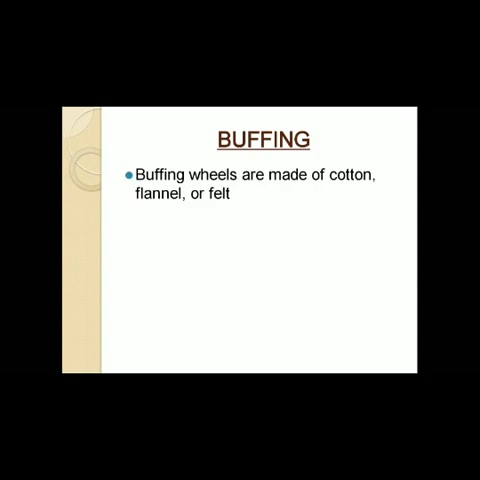 BUFFING
Buffing wheels are made of cotton,
flannel, or felt